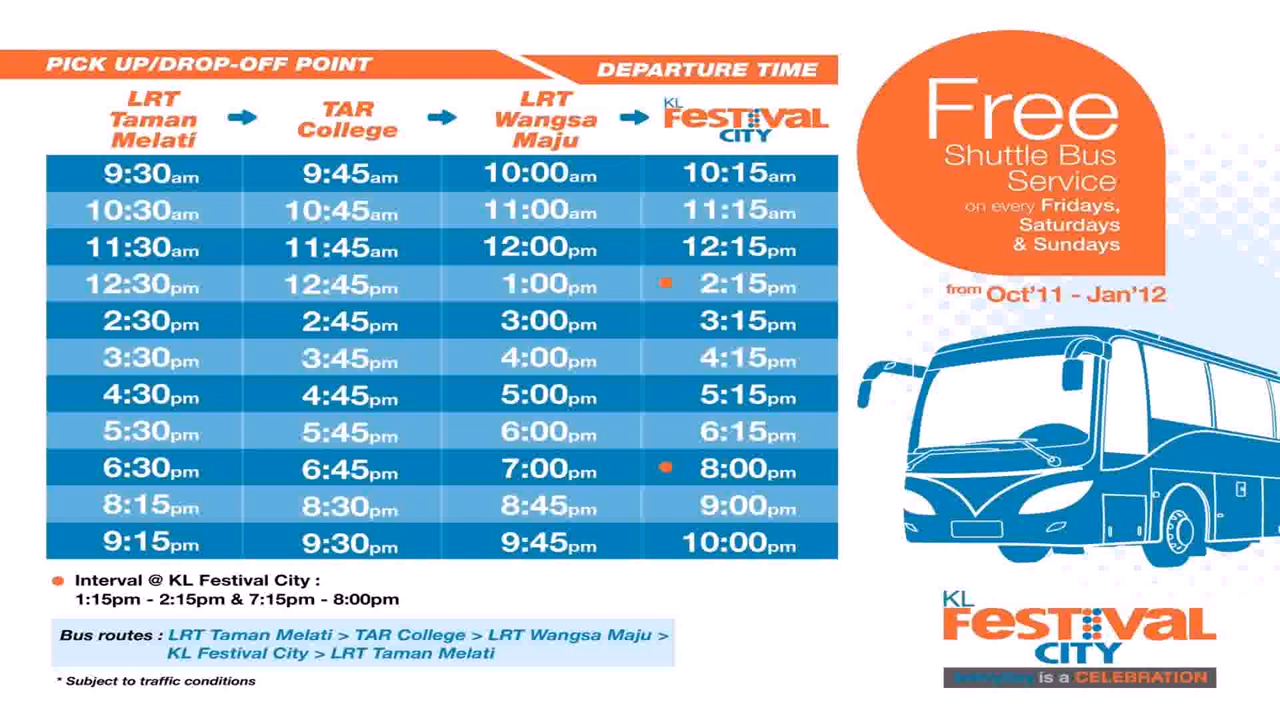 PICK UP/DROP-OFF POINT
DEPARTURE TIME
LRT Taman Melati
TAR College
LRT Wangsa Maju
KL FESTIVAL CITY
9:30am 9:45am 10:00am 10:15am
10:30am 10:45am 11:00am 11:15am
11:30am 11:45am 12:00pm 12:15pm
12:30pm 12:45pm 1:00pm 2:15pm
2:30pm 2:45pm 3:00pm 3:15pm
3:30pm 3:45pm 4:00pm 4:15pm
4:30pm 4:45pm 5:00pm 5:15pm
5:30pm 5:45pm 6:00pm 6:15pm
6:30pm 6:45pm 7:00pm 8:00pm
8:15pm 8:30pm 8:45pm 9:00pm
9:15pm 9:30pm 9:45pm 10:00pm
Interval @ KL Festival City :
1:15pm - 2:15pm & 7:15pm - 8:00pm
Bus routes : LRT Taman Melati > TAR College > LRT Wangsa Maju >
KL Festival City > LRT Taman Melati
* Subject to traffic conditions
Free
Shuttle Bus
Service
on every Fridays,
Saturdays
& Sundays
from Oct'11 - Jan'12
KL
FESTIVAL
CITY
is a CELEBRATION